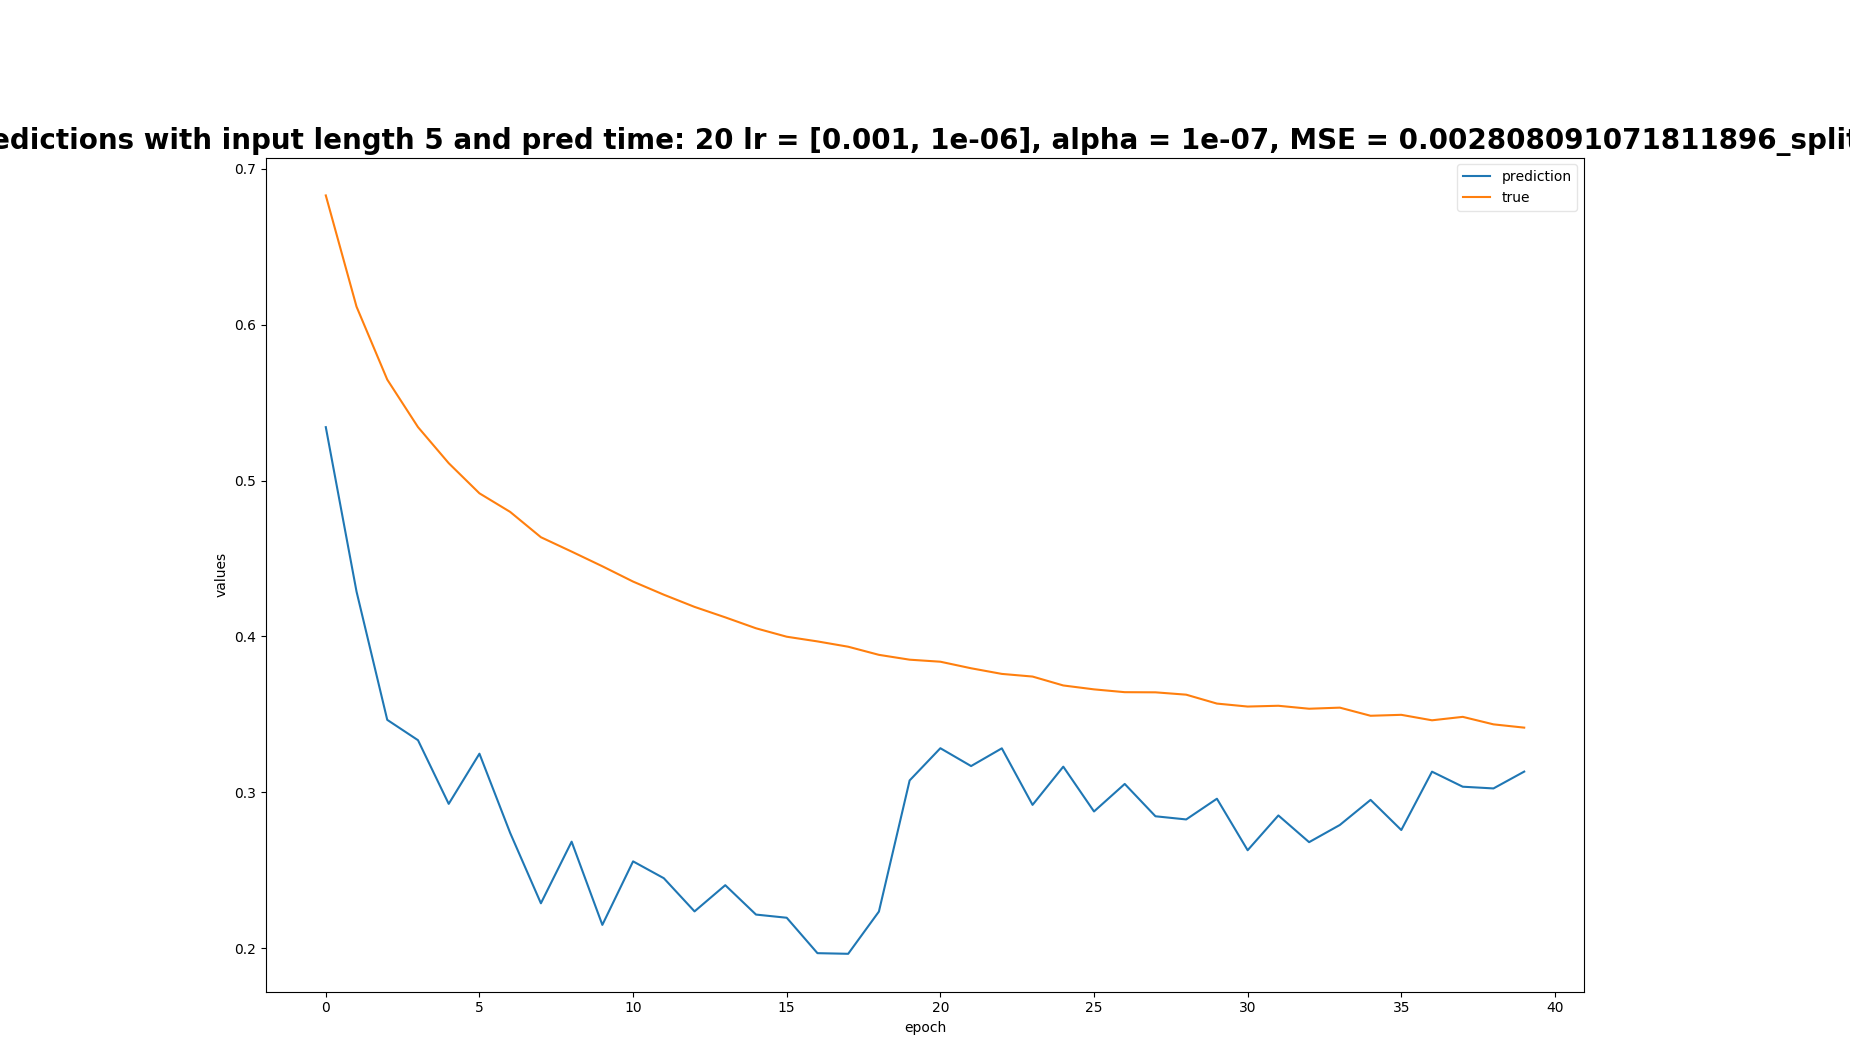 edictions with input length 5 and pred time: 20 lr = [0.001, 1e-06], alpha = 1e-07, MSE = 0.002808091071811896_split
prediction
true
0.7
0.6
0.5
0.4
0.3
0.2
values
0 5 10 15 20 25 30 35 40
epoch